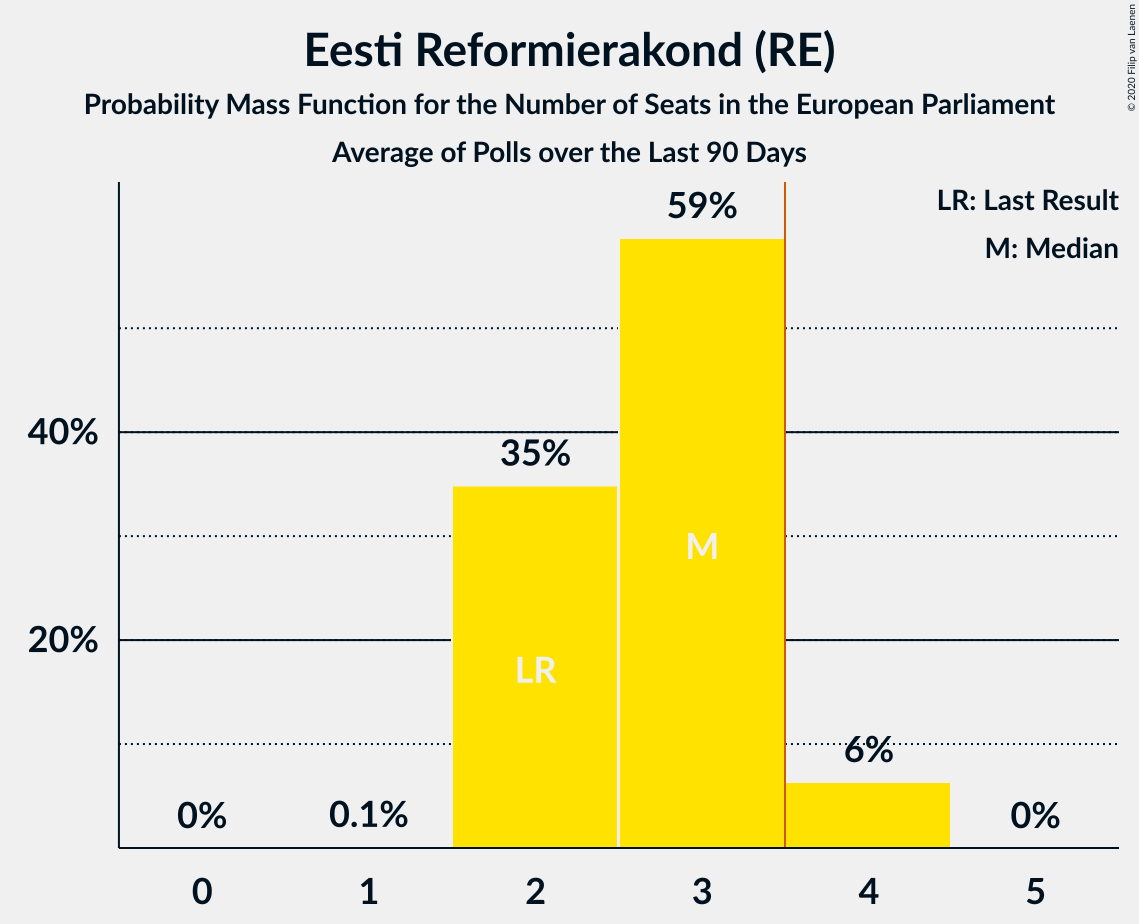 Eesti Reformierakond (RE)
Probability Mass Function for the Number of Seats in the European Parliament
Average of Polls over the Last 90 Days
© 2020 Filip van Laenen
LR: Last Result
M: Median
59%
40%
35%
M
20%
LR
6%
0%
0.1%
0%
0 1 2 3 4 5